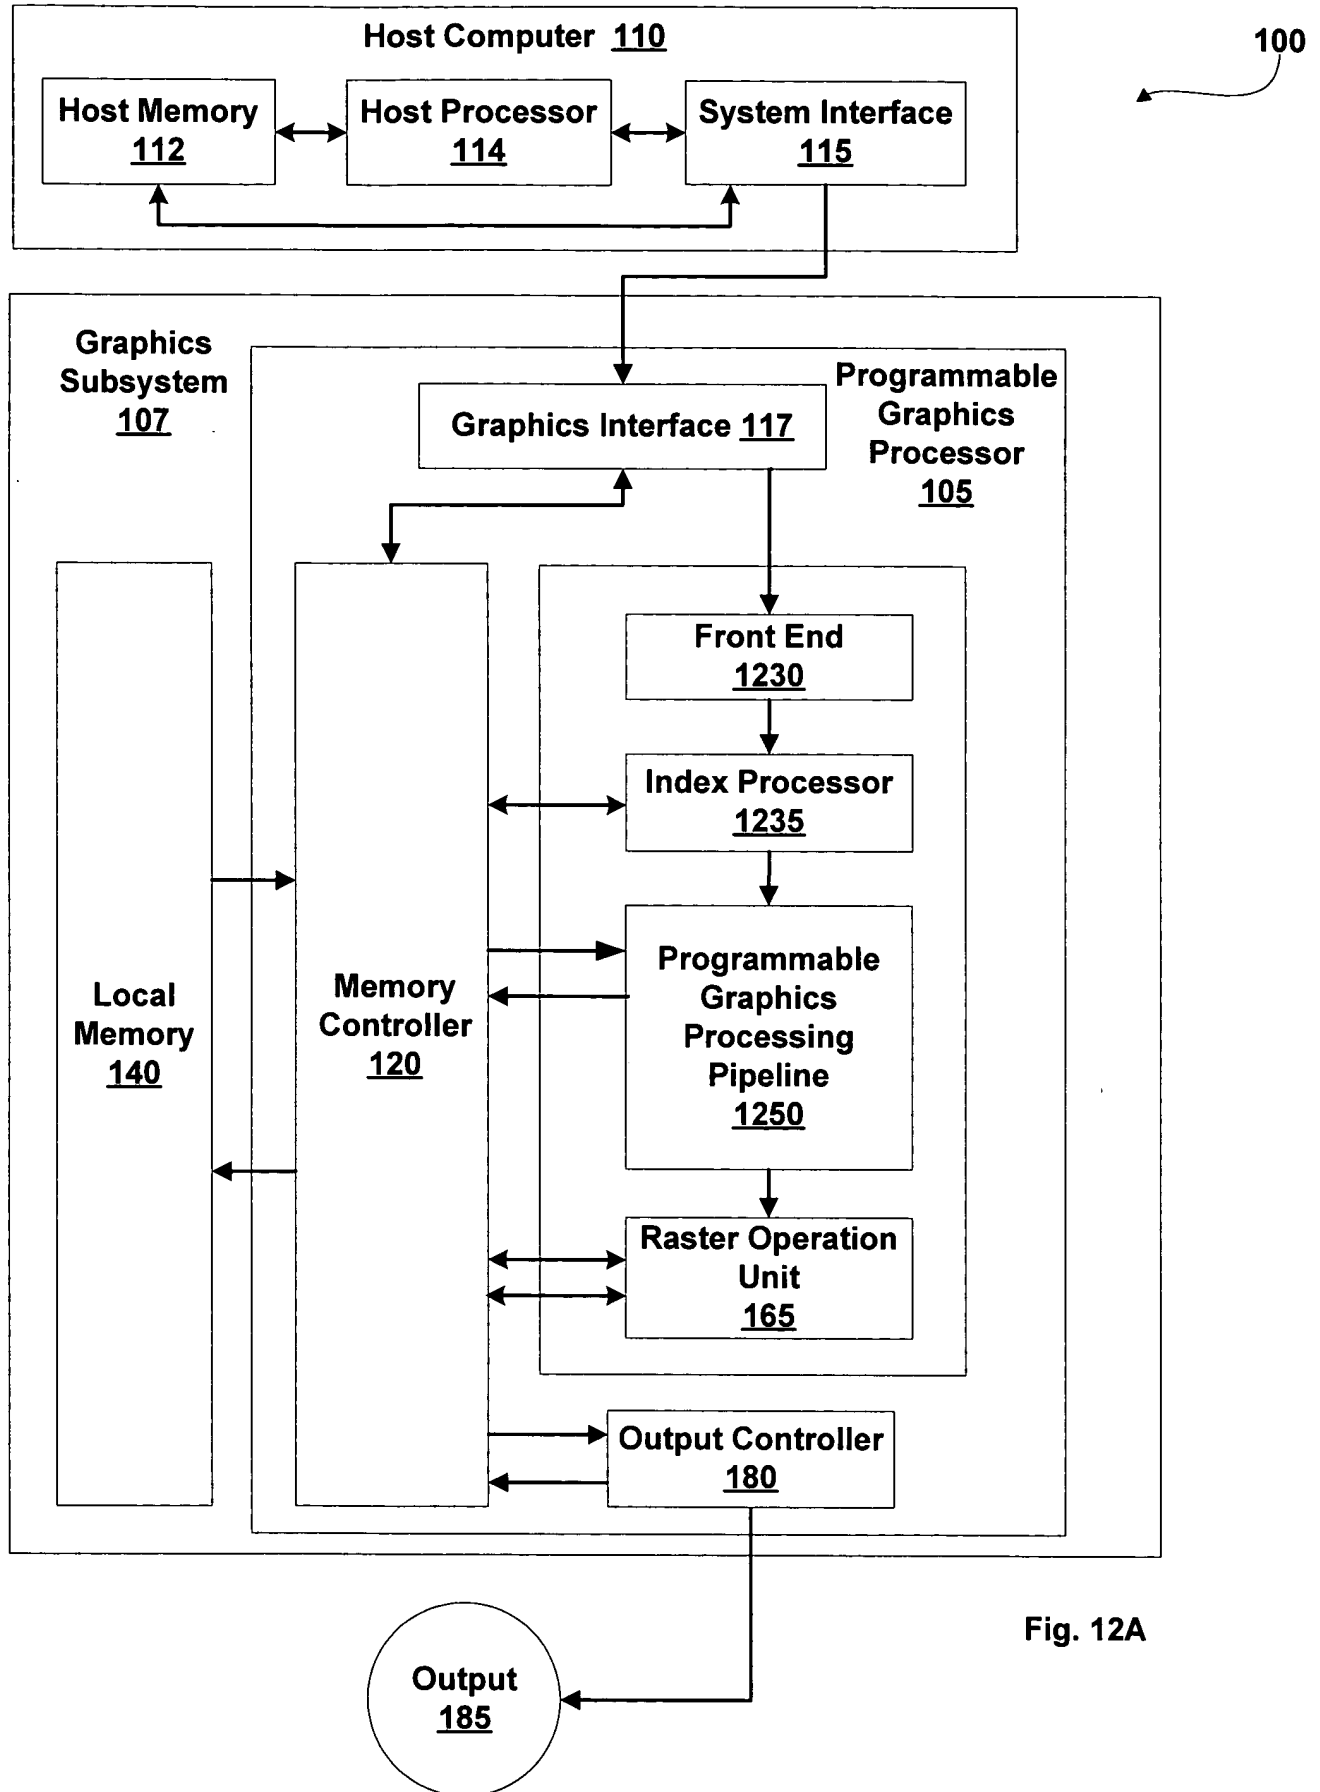 Host Computer 110
100
Host Memory
112
Host Processor
114
System Interface
115
Graphics
Subsystem
107
Programmable
Graphics
Processor
105
Graphics Interface 117
Front End
1230
Index Processor
1235
Programmable
Graphics
Processing
Pipeline
1250
Local
Memory
140
Memory
Controller
120
Raster Operation
Unit
165
Output Controller
180
Fig. 12A
Output
185